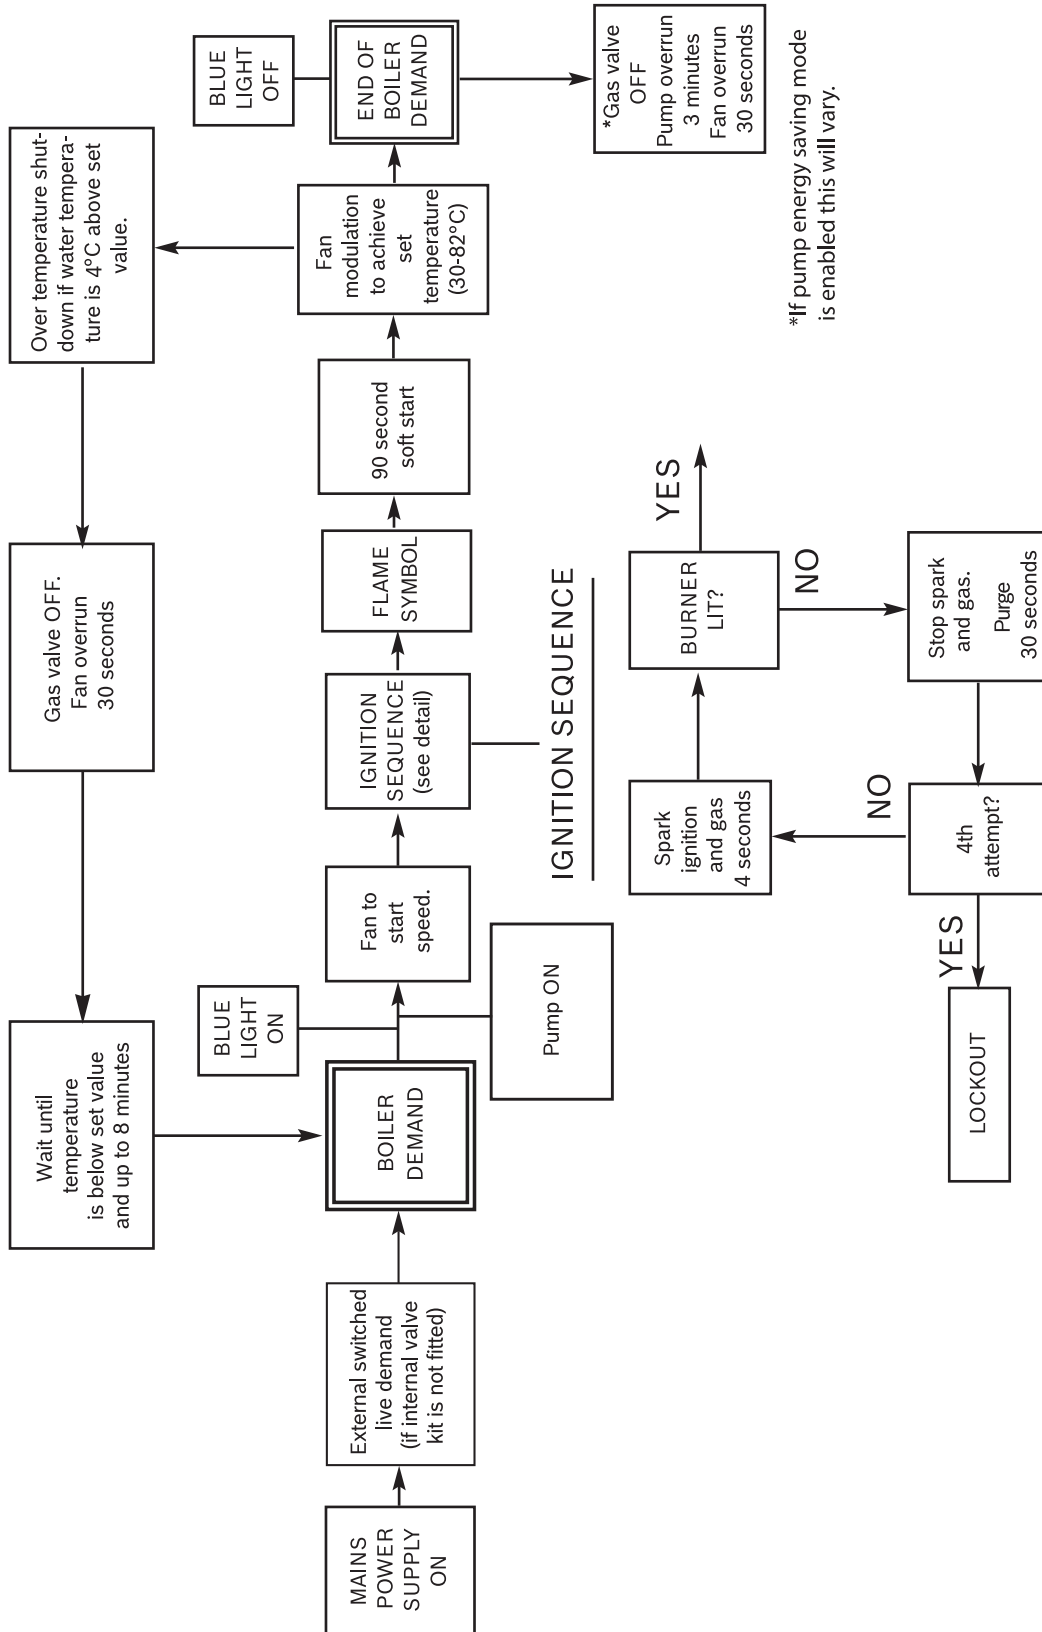 MAINS
POWER
SUPPLY
ON
External switched
live demand
(if internal valve
kit is not fitted)
Wait until
temperature
is below set value
and up to 8 minutes
BOILER
DEMAND
BLUE
LIGHT
ON
Pump ON
Fan to
start
speed.
Gas valve OFF.
Fan overrun
30 seconds
IGNITION
SEQUENCE
(see detail)
FLAME
SYMBOL
90 second
soft start
Over temperature shut-
down if water tempera-
ture is 4°C above set
value.
Fan
modulation
to achieve
set
temperature
(30-82°C)
BLUE
LIGHT
OFF
END OF
BOILER
DEMAND
*Gas valve
OFF
Pump overrun
3 minutes
Fan overrun
30 seconds
*If pump energy saving mode
is enabled this will vary.
IGNITION SEQUENCE
Spark
ignition
and gas
4 seconds
BURNER
LIT?
YES
NO
Stop spark
and gas.
Purge
30 seconds
4th
attempt?
NO
YES
LOCKOUT